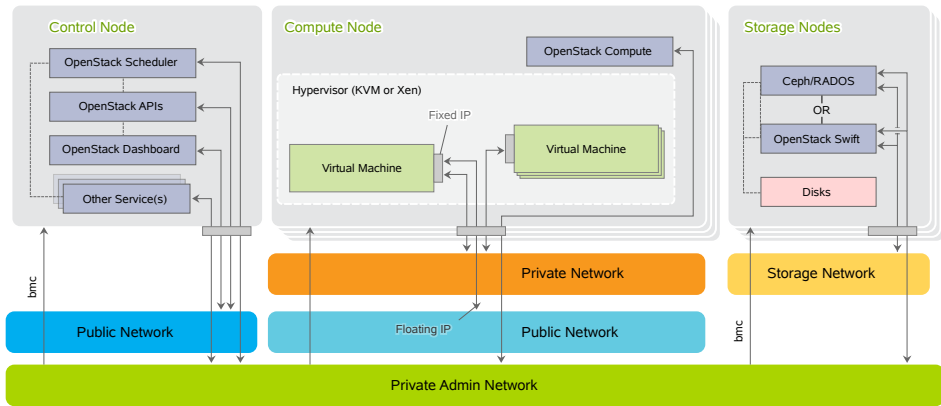 Control Node
OpenStack Scheduler
OpenStack APIs
OpenStack Dashboard
Other Service(s)
Compute Node
OpenStack Compute
Hypervisor (KVM or Xen)
Fixed IP
Virtual Machine
Virtual Machine
Storage Nodes
Ceph/RADOS
OR
OpenStack Swift
Disks
bmc
Private Network
Storage Network
Public Network
Floating IP
Public Network
bmc
Private Admin Network